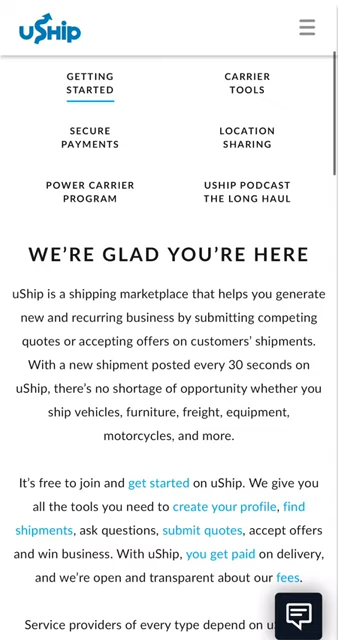 uShip
GETTING
STARTED
CARRIER
TOOLS
SECURE
PAYMENTS
LOCATION
SHARING
POWER CARRIER
PROGRAM
USHIP PODCAST
THE LONG HAUL
WE'RE GLAD YOU'RE HERE
uShip is a shipping marketplace that helps you generate
new and recurring business by submitting competing
quotes or accepting offers on customers' shipments.
With a new shipment posted every 30 seconds on
uShip, there's no shortage of opportunity whether you
ship vehicles, furniture, freight, equipment,
motorcycles, and more.
It's free to join and get started on uShip. We give you
all the tools you need to create your profile, find
shipments, ask questions, submit quotes, accept offers
and win business. With uShip, you get paid on delivery,
and we're open and transparent about our fees.
Service providers of every type depend on